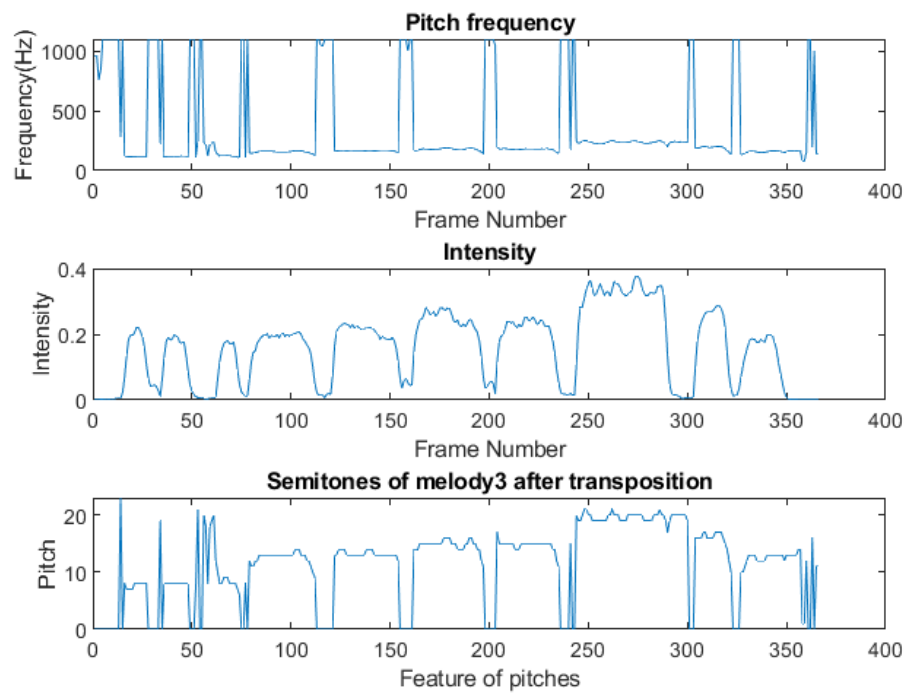 Pitch frequency
1000
500
0
Frequency(Hz)
0 50 100 150 200 250 300 350 400
Frame Number
Intensity
0.4
0.2
0
Intensity
0 50 100 150 200 250 300 350 400
Frame Number
Semitones of melody3 after transposition
20
10
0
Pitch
0 50 100 150 200 250 300 350 400
Feature of pitches